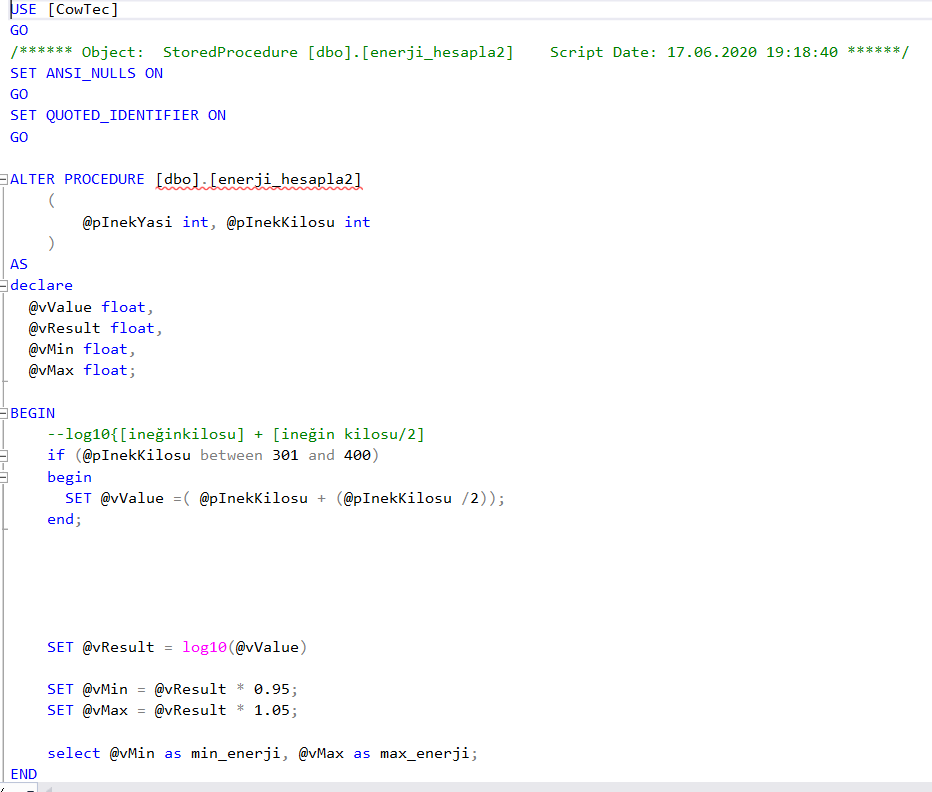 USE [CowTec]
GO
/****** Object:  StoredProcedure [dbo].[enerji_hesapla2]    Script Date: 17.06.2020 19:18:40 ******/
SET ANSI_NULLS ON
GO
SET QUOTED_IDENTIFIER ON
GO
ALTER PROCEDURE [dbo].[enerji_hesapla2]
(
@pInekYasi int, @pInekKilosu int
)
AS
declare
@vValue float,
@vResult float,
@vMin float,
@vMax float;
BEGIN
--log10{[ineğinkilosu] + [ineğin kilosu/2]
if (@pInekKilosu between 301 and 400)
begin
SET @vValue =( @pInekKilosu + (@pInekKilosu /2));
end;
SET @vResult = log10(@vValue)
SET @vMin = @vResult * 0.95;
SET @vMax = @vResult * 1.05;
select @vMin as min_enerji, @vMax as max_enerji;
END